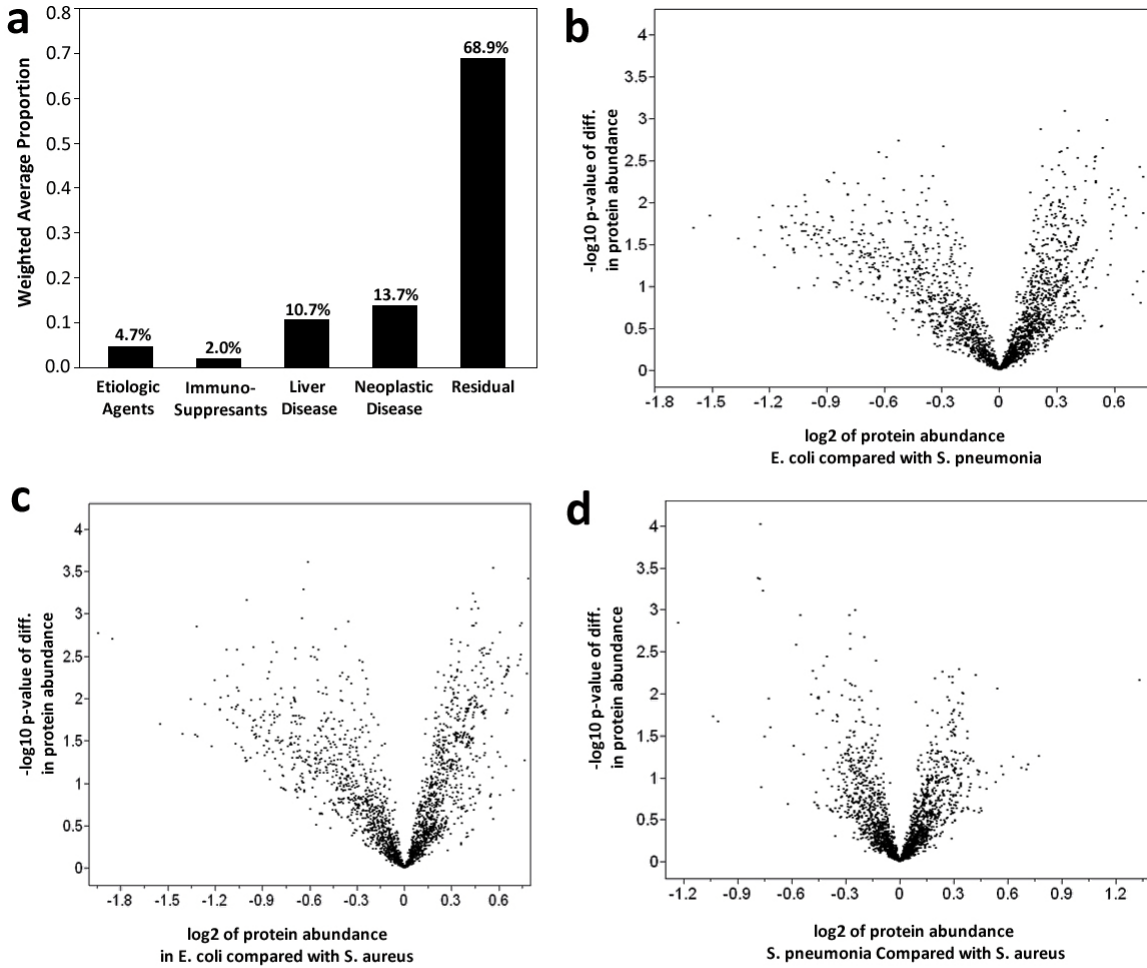 a
0.8
0.7
0.6
0.5
0.4
0.3
0.2
0.1
0.0
Weighted Average Proportion
4.7%
2.0%
10.7%
13.7%
68.9%
Etiologic
Agents
Immuno-
Suppresants
Liver
Disease
Neoplastic
Disease
Residual
b
4
3.5
3
2.5
2
1.5
1
0.5
0
-log10 p-value of diff.
in protein abundance
-1.8 -1.5 -1.2 -0.9 -0.6 -0.3 0 0.3 0.6
log2 of protein abundance
E. coli compared with S. pneumonia
c
4
3.5
3
2.5
2
1.5
1
0.5
0
-log10 p-value of diff.
in protein abundance
-1.8 -1.5 -1.2 -0.9 -0.6 -0.3 0 0.3 0.6
log2 of protein abundance
in E. coli compared with S. aureus
d
4
3.5
3
2.5
2
1.5
1
0.5
0
-log10 p-value of diff.
in protein abundance
-1.2 -0.9 -0.6 -0.3 0 0.3 0.6 0.9 1.2
log2 of protein abundance
S. pneumonia Compared with S. aureus